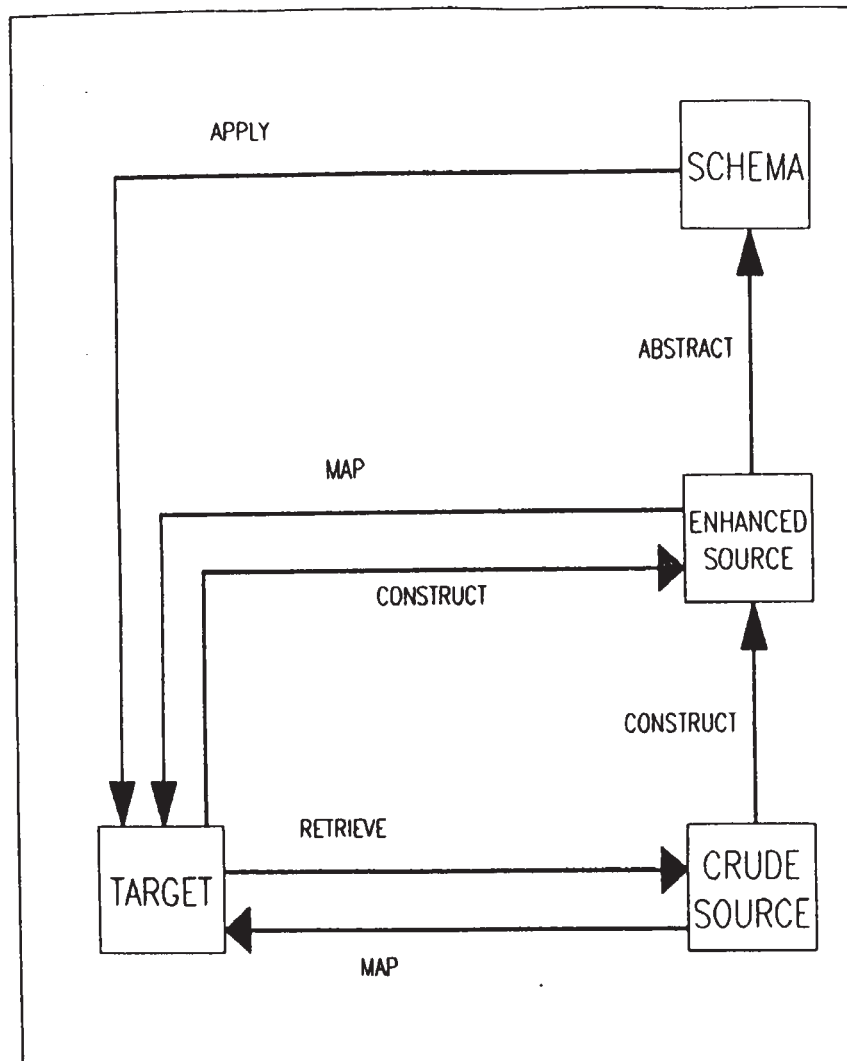 APPLY
SCHEMA
ABSTRACT
MAP
ENHANCED
SOURCE
CONSTRUCT
CONSTRUCT
RETRIEVE
TARGET
CRUDE
SOURCE
MAP